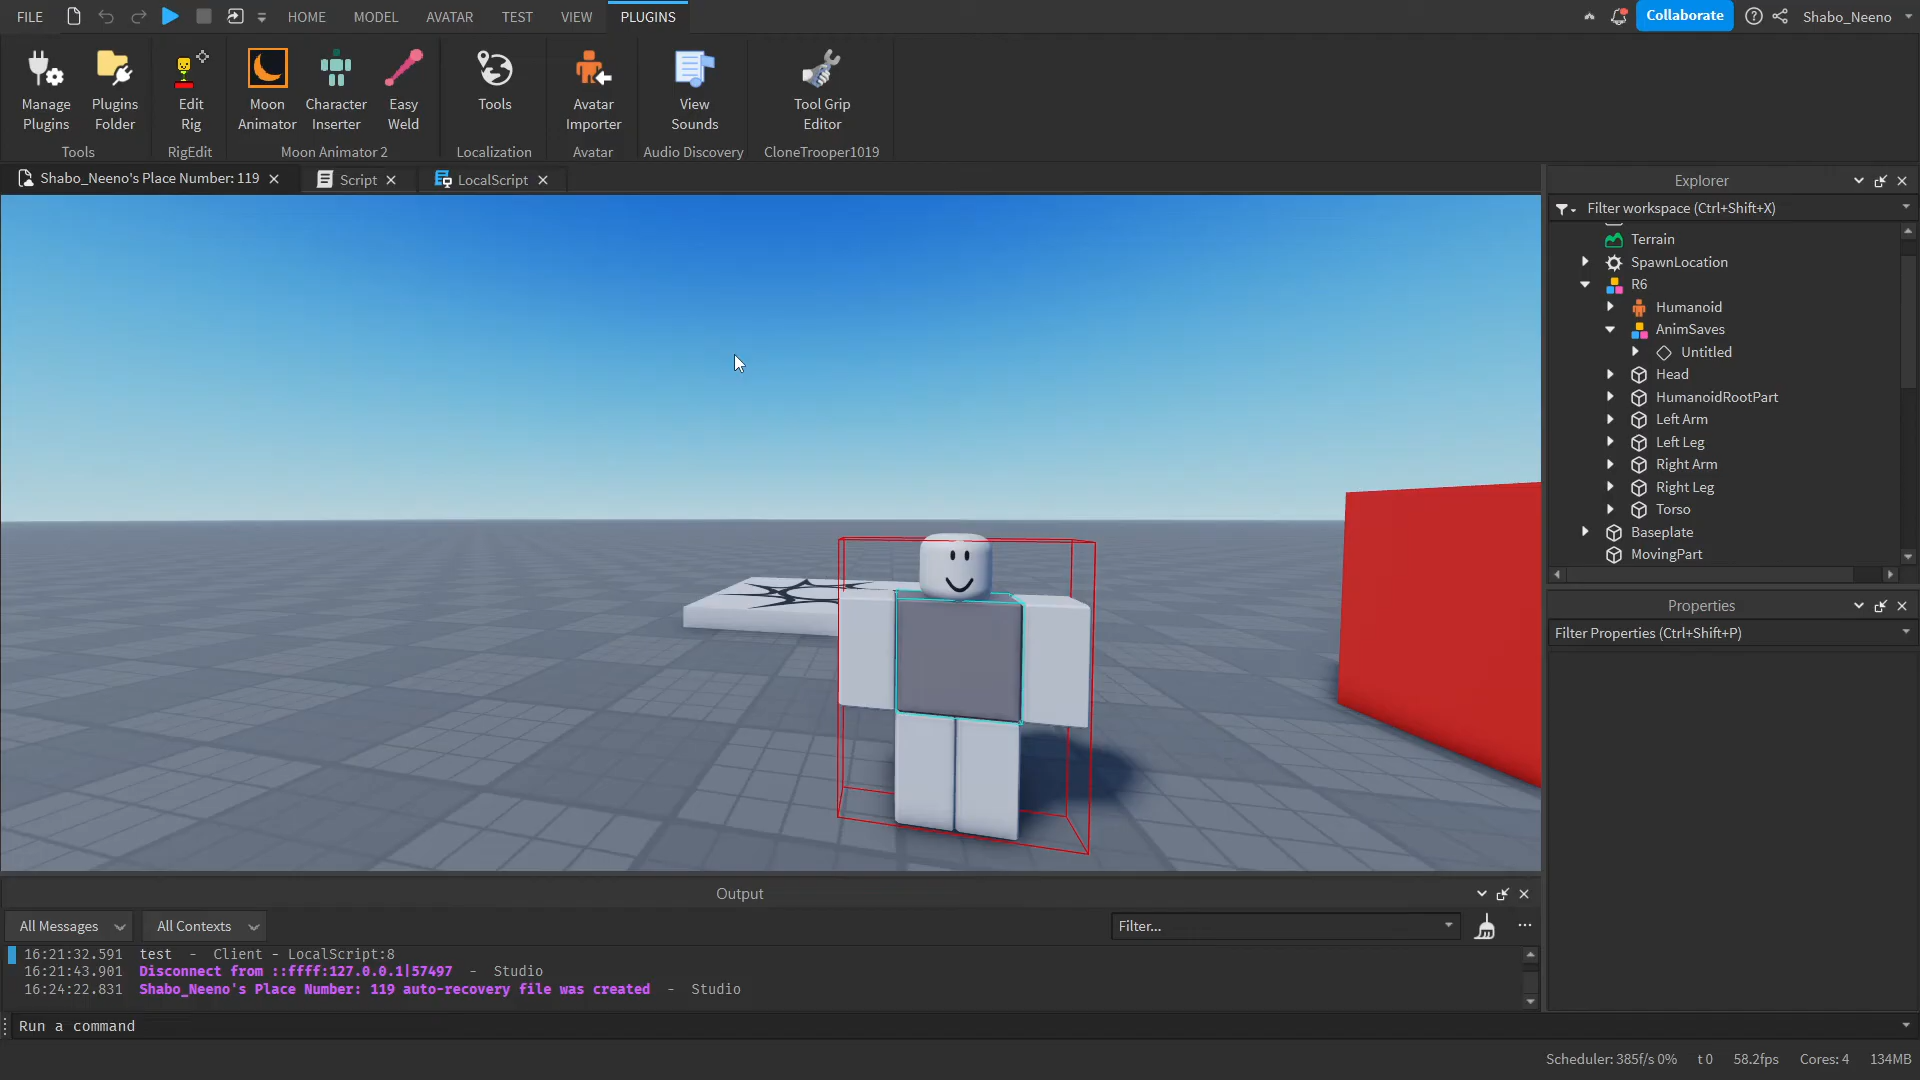 FILE
HOME
MODEL
AVATAR
TEST
VIEW
PLUGINS
Collaborate
Shabo_Neeno
Manage Plugins
Plugins Folder
Edit Rig
Moon Animator
Character Inserter
Easy Weld
Tools
Avatar Importer
View Sounds
Tool Grip Editor
Tools
RigEdit
Moon Animator 2
Localization
Avatar
Audio Discovery
CloneTrooper1019
Shabo_Neeno's Place Number: 119
Script
LocalScript
Explorer
Filter workspace (Ctrl+Shift+X)
Terrain
SpawnLocation
R6
Humanoid
AnimSaves
Untitled
Head
HumanoidRootPart
Left Arm
Left Leg
Right Arm
Right Leg
Torso
Baseplate
MovingPart
Properties
Filter Properties (Ctrl+Shift+P)
Output
All Messages
All Contexts
Filter...
16:21:32.591 test - Client - LocalScript:8
16:21:43.901 Disconnect from ::ffff:127.0.0.1|57497 - Studio
16:24:22.831 Shabo_Neeno's Place Number: 119 auto-recovery file was created - Studio
Run a command
Scheduler: 385f/s 0% t 0 58.2fps Cores: 4 134MB